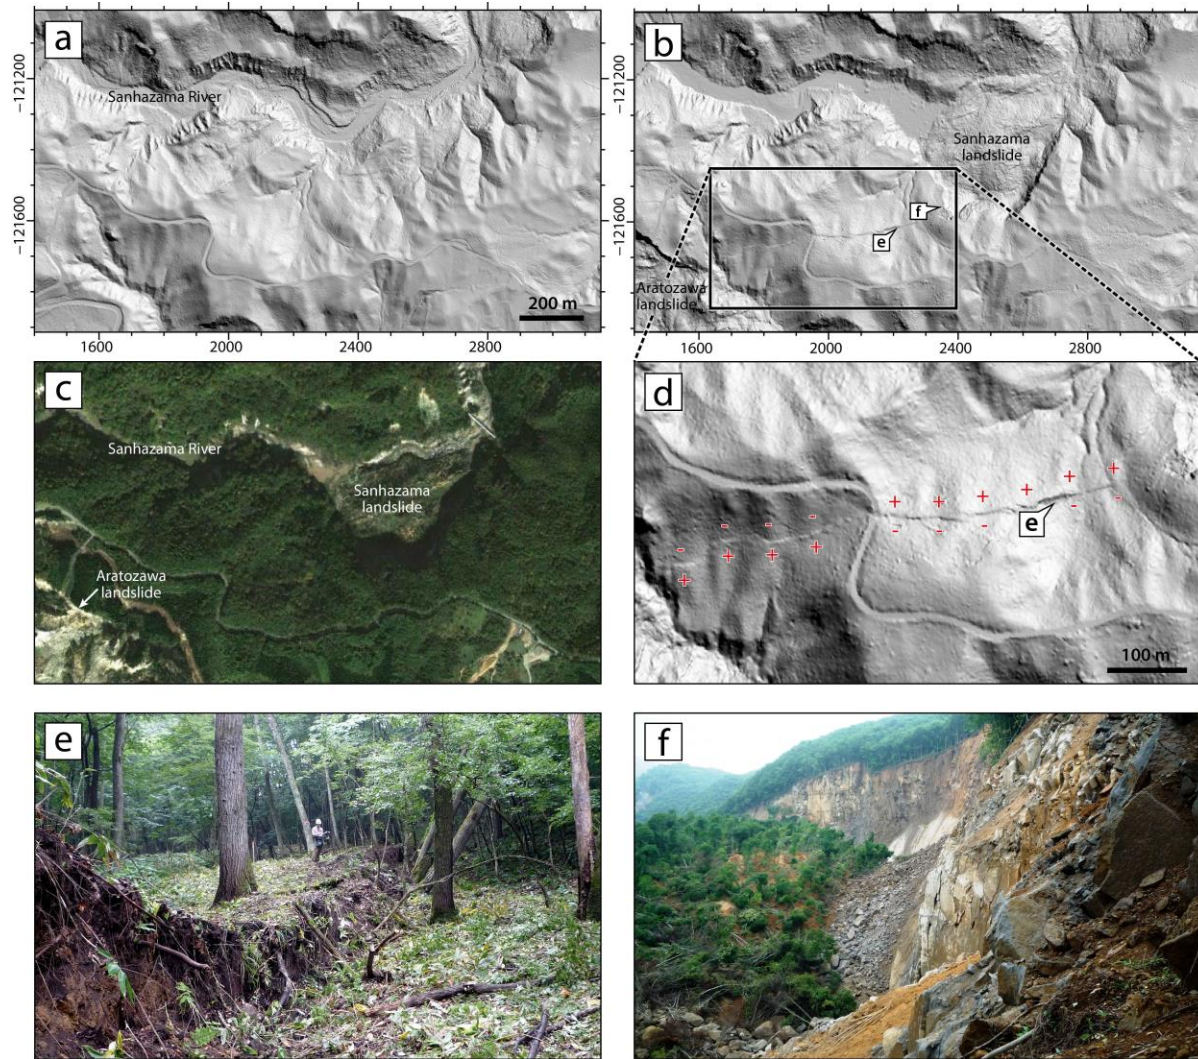 a
Sanhazama River
−121200
−121600
200 m
1600
2000
2400
2800
b
−121200
−121600
Sanhazama
landslide
f
e
Aratozawa
landslide
1600
2000
2400
2800
c
Sanhazama River
Sanhazama
landslide
Aratozawa
landslide
d
+ + + + + +
- - - - -
- - - -
+ + + +
e
100 m
e
f